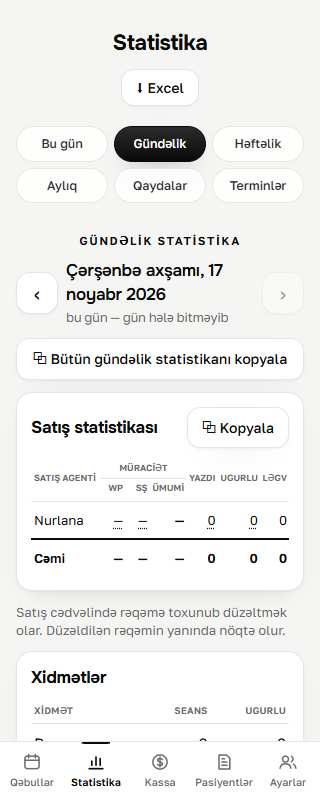 Statistika
⭳ Excel
Bu gün Gündəlik Həftəlik
Aylıq Qaydalar Terminlər
GÜNDƏLİK STATİSTİKA
‹ Çərşənbə axşamı, 17 ›
noyabr 2026
bu gün — gün hələ bitməyib
Bütün gündəlik statistikanı kopyala
Satış statistikası Kopyala
MÜRACİƏT
SATIŞ AGENTİ YAZDI UGURLU LƏGV
WP SŞ ÜMUMİ
Nurlana — — — 0 0 0
Cəmi — — — 0 0 0
Satış cədvəlində rəqəmə toxunub düzəltmək
olar. Düzəldilən rəqəmin yanında nöqtə olur.
Xidmətlər
XİDMƏT SEANS UGURLU
Qəbullar Statistika Kassa Pasiyentlər Ayarlar